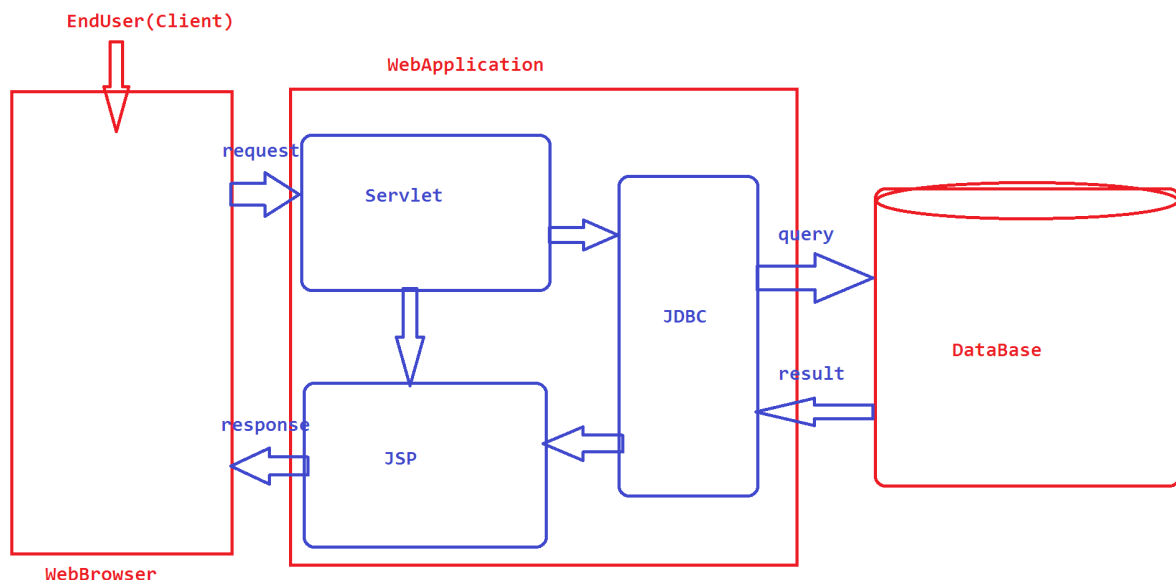 EndUser(Client)
WebApplication
request
Servlet
query
JDBC
DataBase
result
response
JSP
WebBrowser